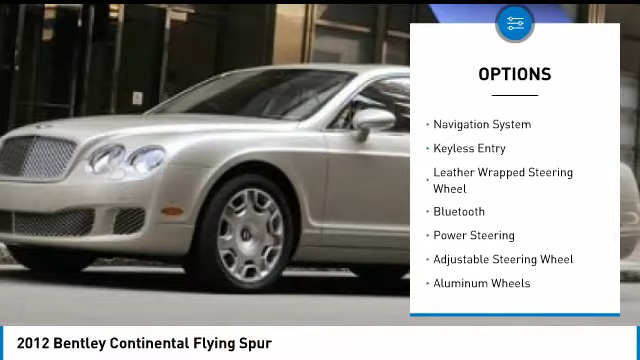 OPTIONS
Navigation System
Keyless Entry
Leather Wrapped Steering
Wheel
Bluetooth
Power Steering
Adjustable Steering Wheel
Aluminum Wheels
2012 Bentley Continental Flying Spur